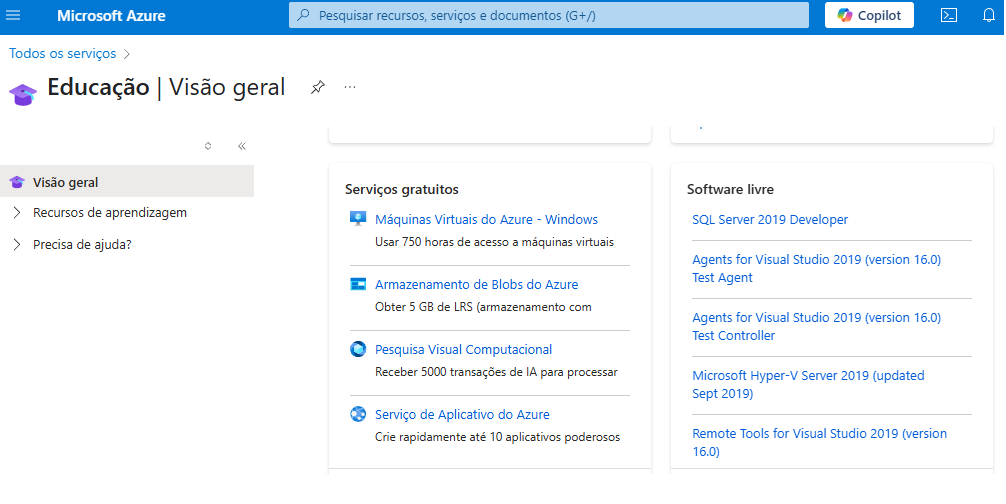 Microsoft Azure
Pesquisar recursos, serviços e documentos (G+/)
Copilot
Todos os serviços
Educação | Visão geral
Visão geral
Recursos de aprendizagem
Precisa de ajuda?
Serviços gratuitos
Máquinas Virtuais do Azure - Windows
Usar 750 horas de acesso a máquinas virtuais
Armazenamento de Blobs do Azure
Obter 5 GB de LRS (armazenamento com
Pesquisa Visual Computacional
Receber 5000 transações de IA para processar
Serviço de Aplicativo do Azure
Crie rapidamente até 10 aplicativos poderosos
Software livre
SQL Server 2019 Developer
Agents for Visual Studio 2019 (version 16.0)
Test Agent
Agents for Visual Studio 2019 (version 16.0)
Test Controller
Microsoft Hyper-V Server 2019 (updated
Sept 2019)
Remote Tools for Visual Studio 2019 (version
16.0)